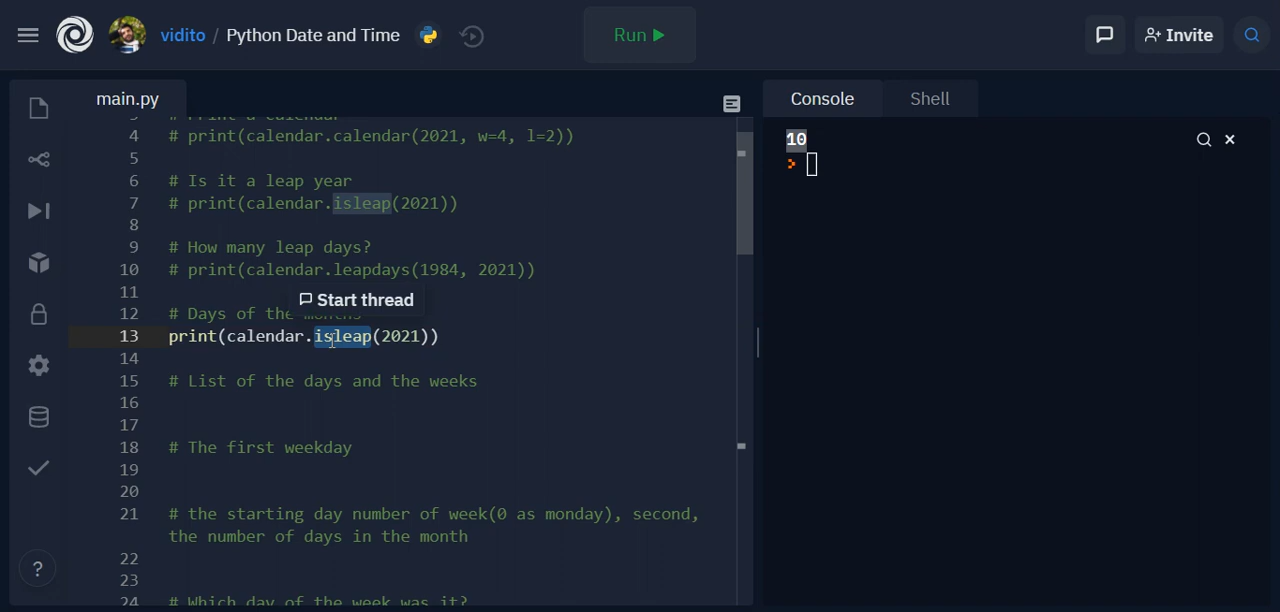 vidito / Python Date and Time
Run
Invite
main.py
Console
Shell
3 # Print a calendar
4 # print(calendar.calendar(2021, w=4, l=2))
5
6 # Is it a leap year
7 # print(calendar.isleap(2021))
8
9 # How many leap days?
10 # print(calendar.leapdays(1984, 2021))
11
Start thread
12 # Days of the months
13 print(calendar.isleap(2021))
14
15 # List of the days and the weeks
16
17
18 # The first weekday
19
20
21 # the starting day number of week(0 as monday), second,
the number of days in the month
22
23
24 # Which day of the week was it?
10
>
?